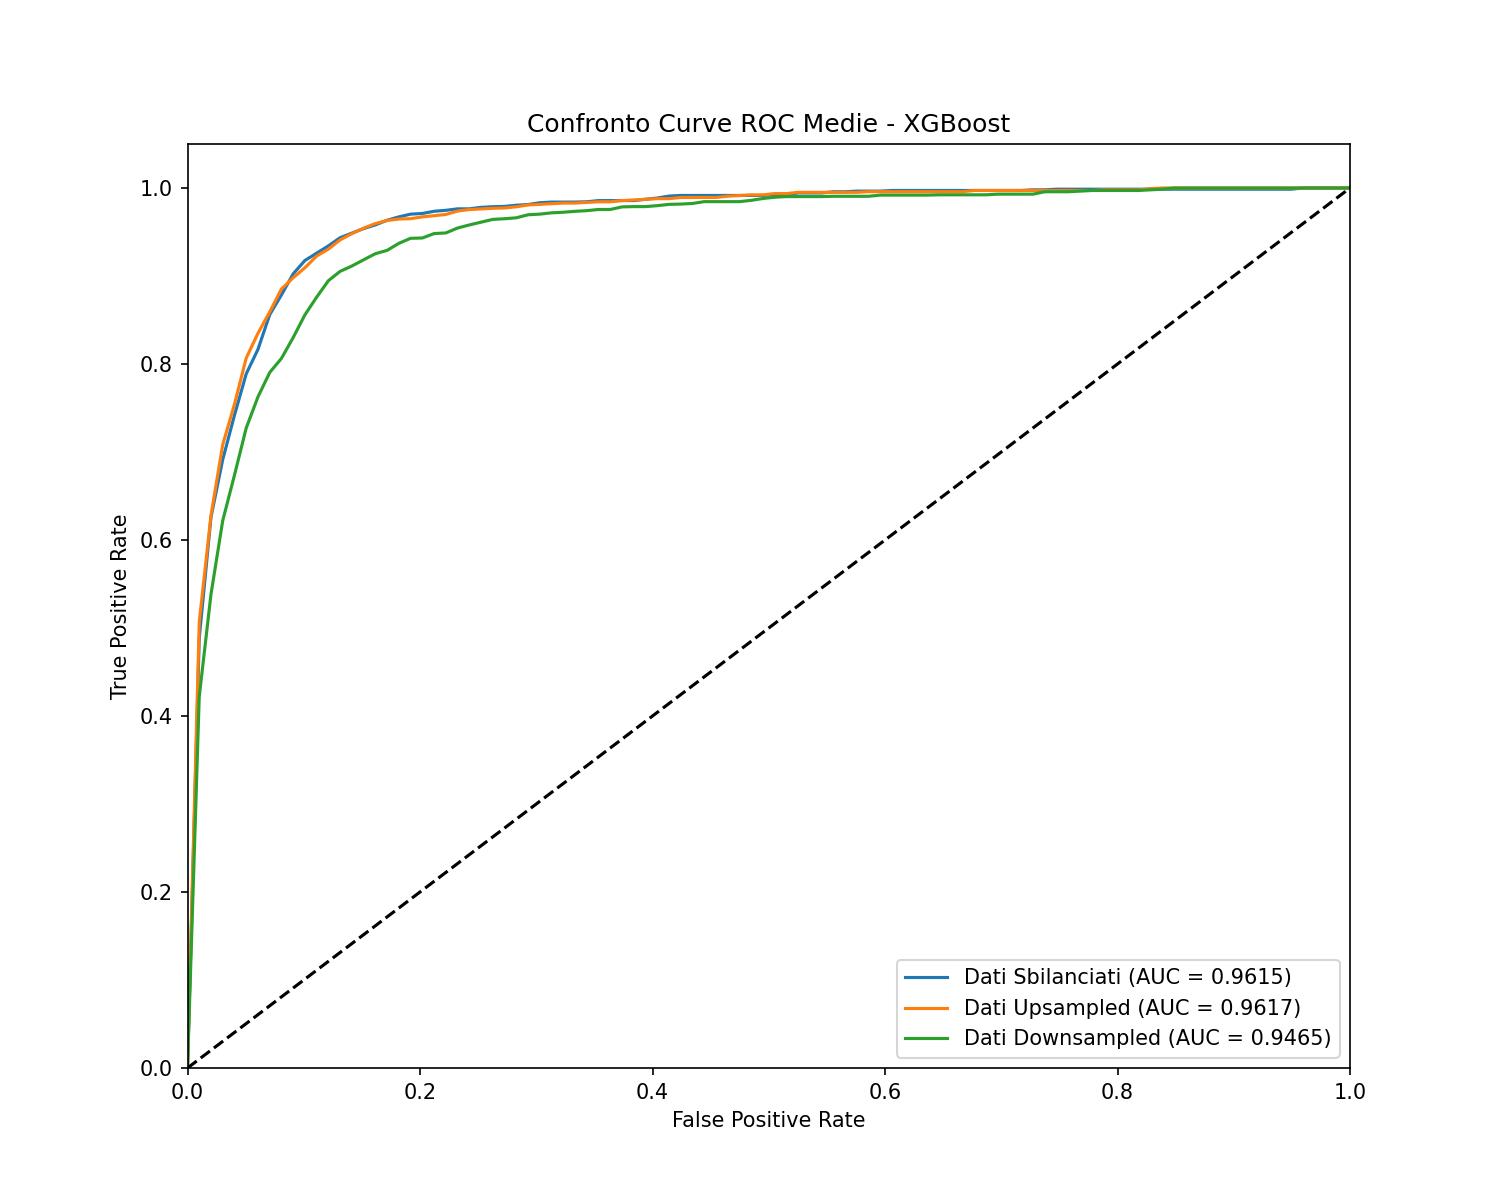 Confronto Curve ROC Medie - XGBoost
1.0
0.8
0.6
0.4
0.2
0.0
True Positive Rate
0.0 0.2 0.4 0.6 0.8 1.0
False Positive Rate
Dati Sbilanciati (AUC = 0.9615)
Dati Upsampled (AUC = 0.9617)
Dati Downsampled (AUC = 0.9465)